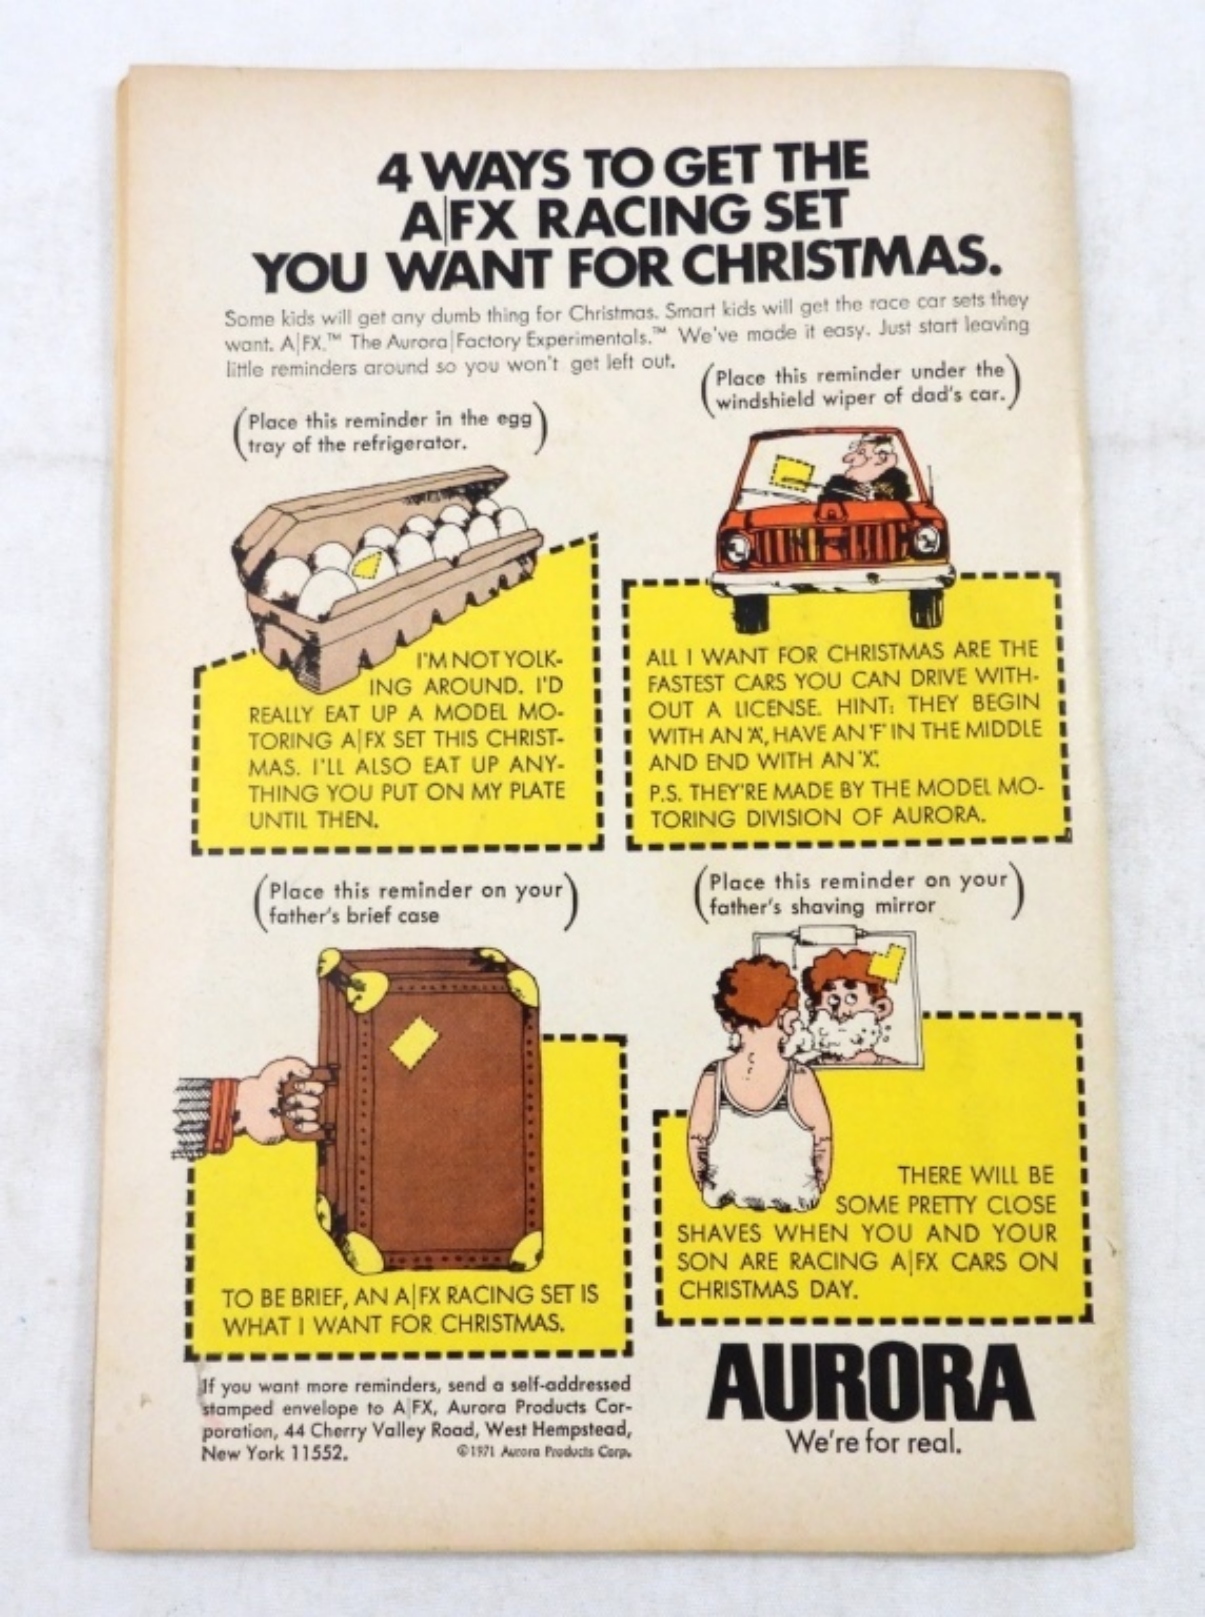 4 WAYS TO GET THE
A|FX RACING SET
YOU WANT FOR CHRISTMAS.
Some kids will get any dumb thing for Christmas. Smart kids will get the race car sets they
want. A|FX.™ The Aurora|Factory Experimentals.™ We've made it easy. Just start leaving
little reminders around so you won't get left out.
(Place this reminder in the egg
tray of the refrigerator.)
I'M NOT YOLK-
ING AROUND. I'D
REALLY EAT UP A MODEL MO-
TORING A|FX SET THIS CHRIST-
MAS. I'LL ALSO EAT UP ANY-
THING YOU PUT ON MY PLATE
UNTIL THEN.
(Place this reminder under the
windshield wiper of dad's car.)
ALL I WANT FOR CHRISTMAS ARE THE
FASTEST CARS YOU CAN DRIVE WITH-
OUT A LICENSE. HINT: THEY BEGIN
WITH AN 'A', HAVE AN 'F' IN THE MIDDLE
AND END WITH AN 'X'.
P.S. THEY'RE MADE BY THE MODEL MO-
TORING DIVISION OF AURORA.
(Place this reminder on your
father's brief case)
TO BE BRIEF, AN A|FX RACING SET IS
WHAT I WANT FOR CHRISTMAS.
(Place this reminder on your
father's shaving mirror)
THERE WILL BE
SOME PRETTY CLOSE
SHAVES WHEN YOU AND YOUR
SON ARE RACING A|FX CARS ON
CHRISTMAS DAY.
If you want more reminders, send a self-addressed
stamped envelope to A|FX, Aurora Products Cor-
poration, 44 Cherry Valley Road, West Hempstead,
New York 11552. ©1971 Aurora Products Corp.
AURORA
We're for real.